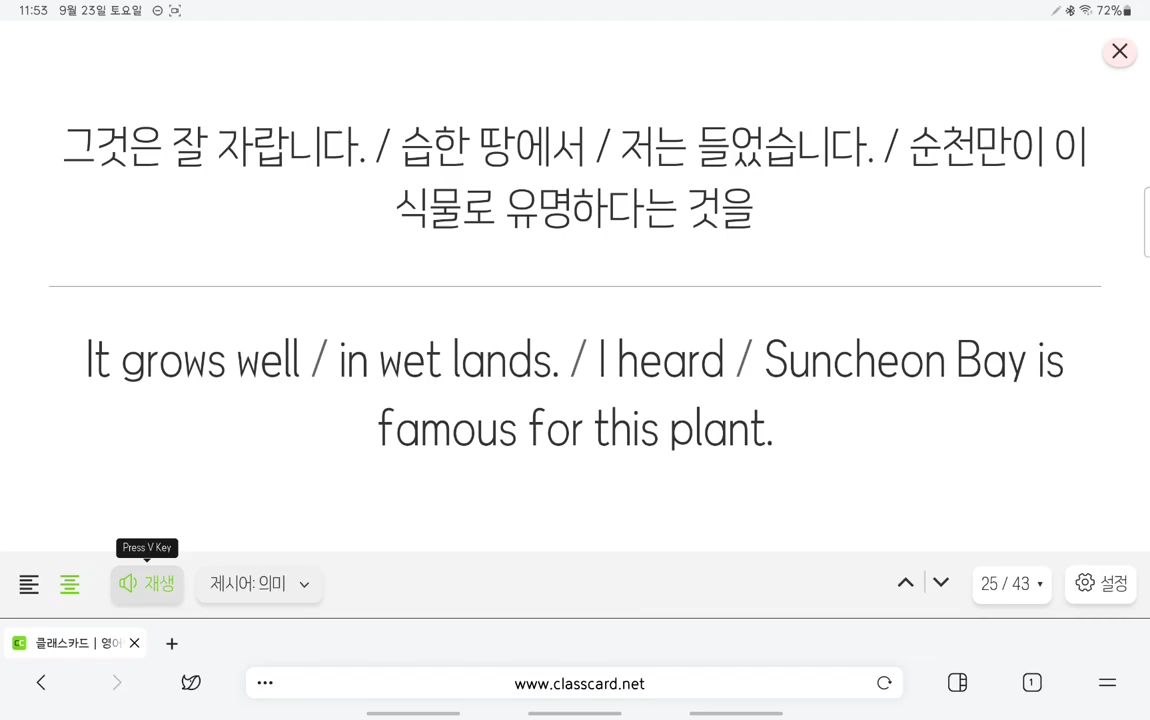 11:53 9월 23일 토요일 72%
그것은 잘 자랍니다. / 습한 땅에서 / 저는 들었습니다. / 순천만이 이
식물로 유명하다는 것을
It grows well / in wet lands. / I heard / Suncheon Bay is
famous for this plant.
Press V Key
재생 제시어: 의미 25 / 43 설정
클래스카드 | 영어
www.classcard.net
1